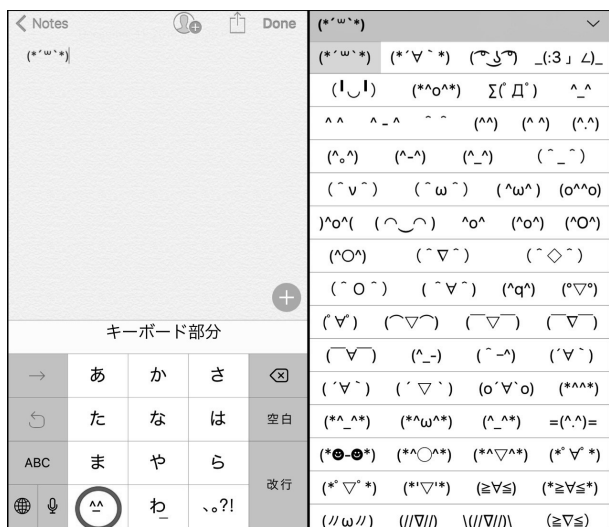 Notes
Done
(*´꒳`*)
キーボード部分
→ あ か さ
た な は 空白
ABC ま や ら
^^ わ_ 、。?! 改行
(*´꒳`*)
(*´꒳`*) (*´∀`*) ( ͡° ͜ʖ ͡°) _(:3 」∠)_
(╹◡╹) (*^o^*) ∑(ﾟДﾟ) ^_^
^ ^ ^ - ^ ＾ ＾ (^^) (^ ^) (^.^)
(^｡^) (^-^) (^_^) （＾_＾）
（＾ν＾） （＾ω＾） ( ^ω^ ) (o^^o)
)^o^( ( ◠‿◠ ) ^o^ (^o^) (^O^)
(^○^) （＾∇＾） （＾◇＾）
（＾Ｏ＾） （＾∀＾） (^q^) (°▽°)
(ﾟ∀ﾟ) (⌒▽⌒) (￣▽￣) (￣∇￣)
(￣∀￣) (^_-) （＾–^) (´∀｀)
( ´∀｀) ( ´ ▽ ` ) (o´∀`o) (*^^*)
(*^_^*) (*^ω^*) (^_^*) =(^.^)=
(*☻-☻*) (*^◯^*) (*^▽^*) (*ﾟ∀ﾟ*)
(*ﾟ▽ﾟ*) (*'▽'*) (≧∀≦) (*≧∀≦*)
(〃ω〃) (//∇//) \(//∇//)\ (≧∇≦)